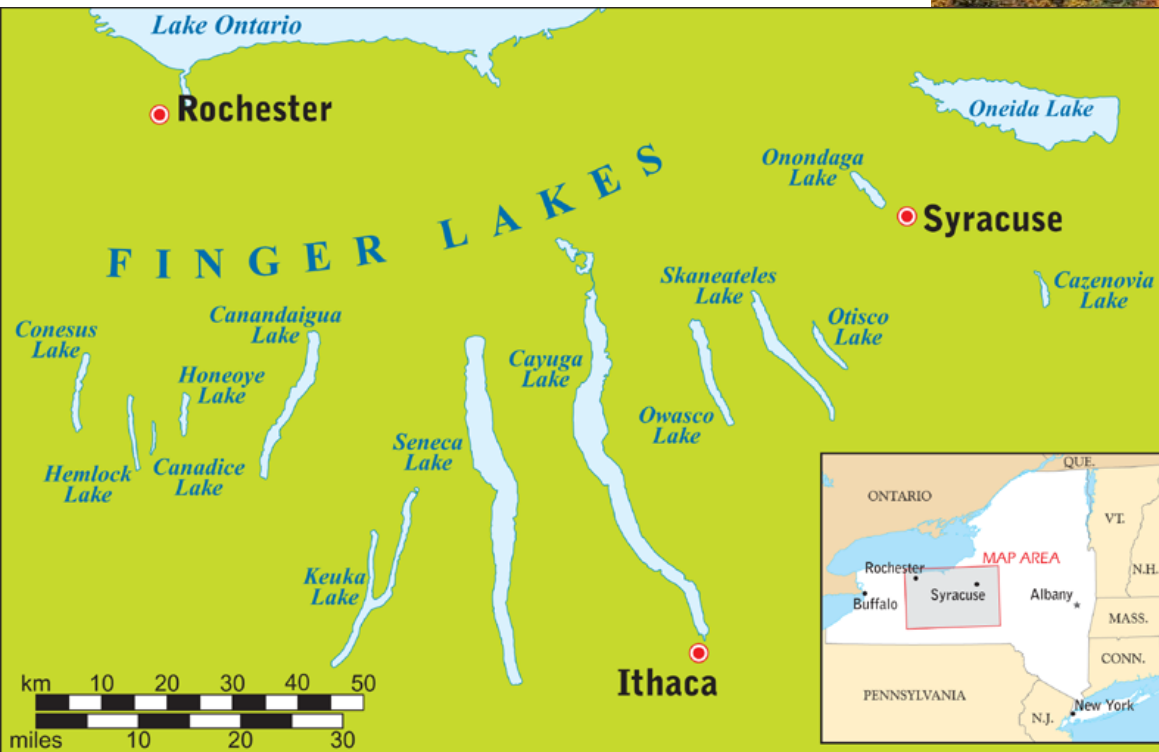 Lake Ontario
Rochester
Oneida Lake
Onondaga
Lake
Syracuse
FINGER LAKES
Skaneateles
Lake
Cazenovia
Lake
Canandaigua
Lake
Otisco
Lake
Conesus
Lake
Cayuga
Lake
Honeoye
Lake
Owasco
Lake
Seneca
Lake
Hemlock
Lake
Canadice
Lake
Keuka
Lake
Ithaca
km 10 20 30 40 50
miles 10 20 30
QUE.
ONTARIO
VT.
MAP AREA
Rochester
N.H.
Syracuse
Albany
Buffalo
MASS.
CONN.
PENNSYLVANIA
New York
N.J.